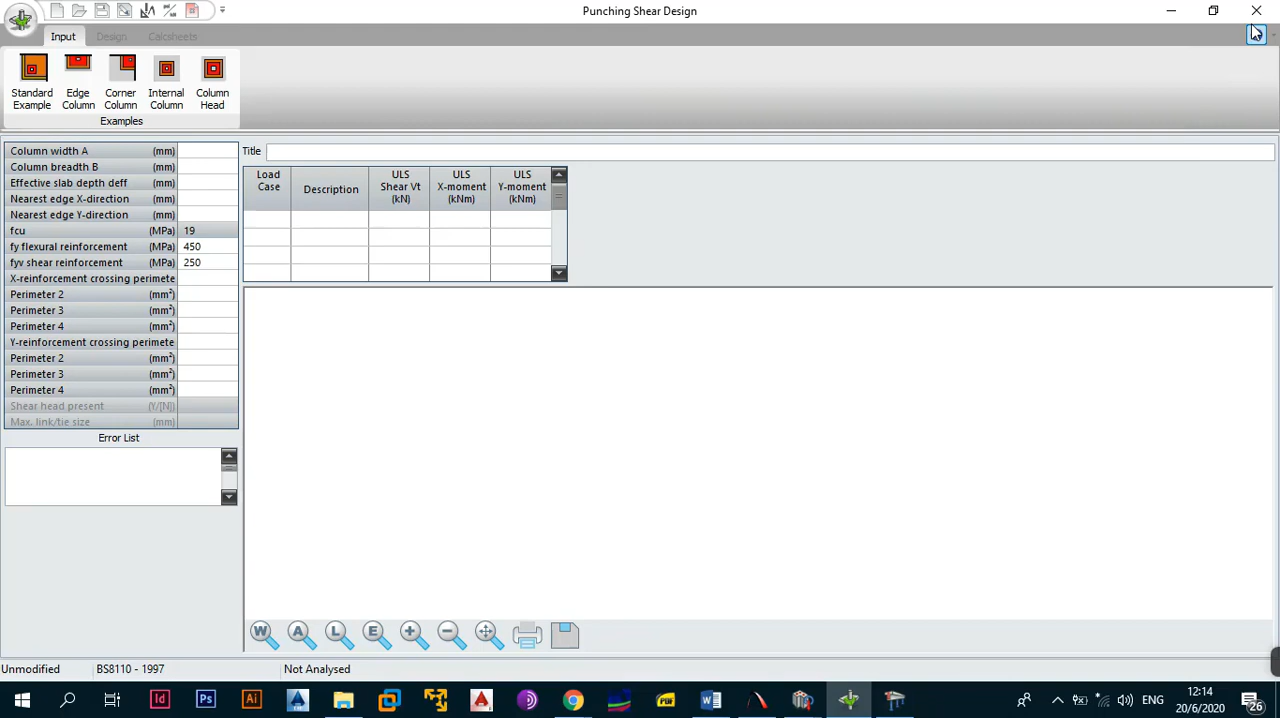 Punching Shear Design
Input Design Calcsheets
Standard Example
Edge Column
Corner Column
Internal Column
Column Head
Examples
Column width A (mm)
Column breadth B (mm)
Effective slab depth deff (mm)
Nearest edge X-direction (mm)
Nearest edge Y-direction (mm)
fcu (MPa) 19
fy flexural reinforcement (MPa) 450
fyv shear reinforcement (MPa) 250
X-reinforcement crossing perimete
Perimeter 2 (mm²)
Perimeter 3 (mm²)
Perimeter 4 (mm²)
Y-reinforcement crossing perimete
Perimeter 2 (mm²)
Perimeter 3 (mm²)
Perimeter 4 (mm²)
Shear head present (Y/[N])
Max. link/tie size (mm)
Error List
Title
Load Case
Description
ULS Shear Vt (kN)
ULS X-moment (kNm)
ULS Y-moment (kNm)
W A L E
Unmodified BS8110 - 1997 Not Analysed
Id Ps Ai
ENG
12:14
20/6/2020
26